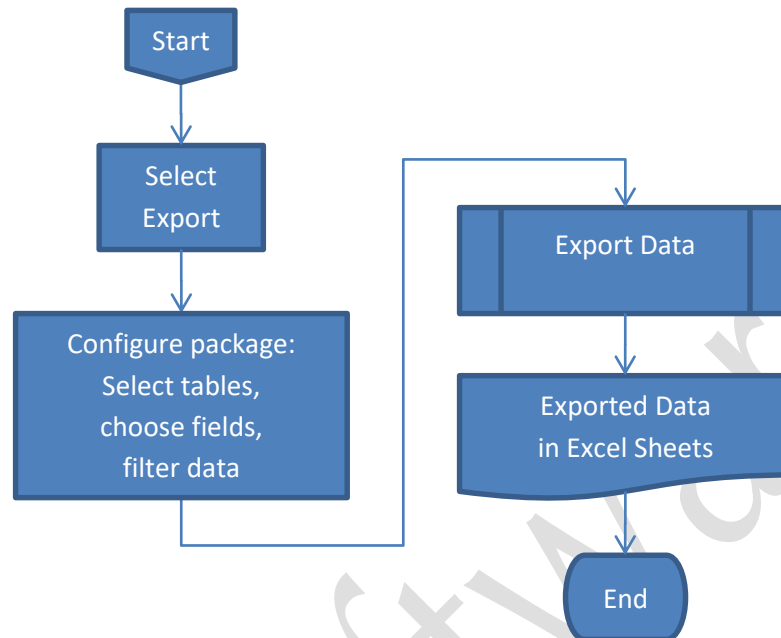 Start
Select
Export
Configure package:
Select tables,
choose fields,
filter data
Export Data
Exported Data
in Excel Sheets
End